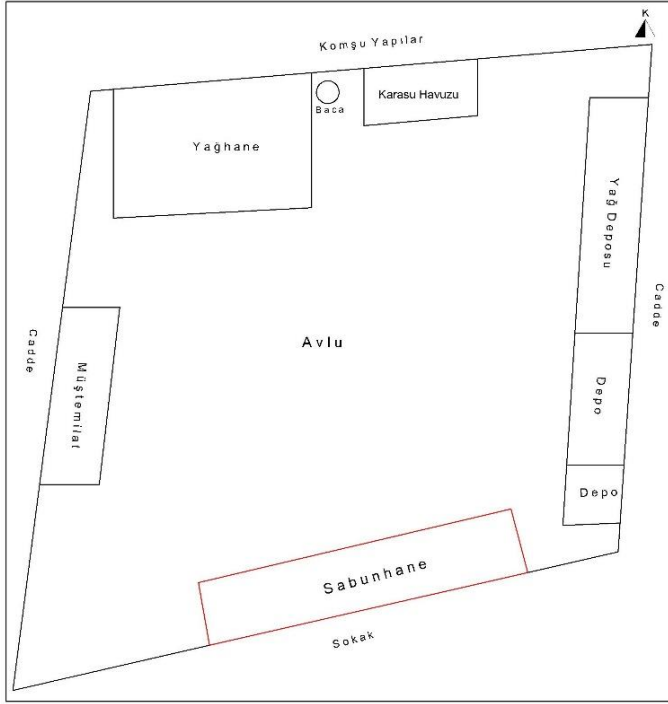 K
Komşu Yapılar
Baca
Karasu Havuzu
Yağhane
Yağ Deposu
Cadde
Cadde
Avlu
Müştemilat
Depo
Depo
Sabunhane
Sokak